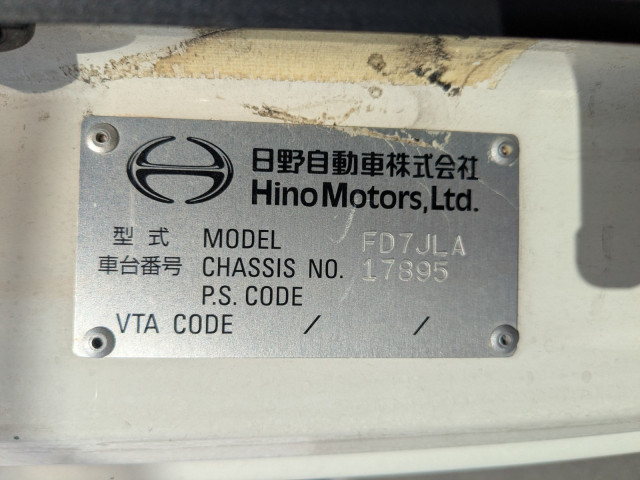 日野自動車株式会社
Hino Motors, Ltd.
型式 MODEL FD7JLA
車台番号 CHASSIS NO. 17895
P.S. CODE
VTA CODE / /